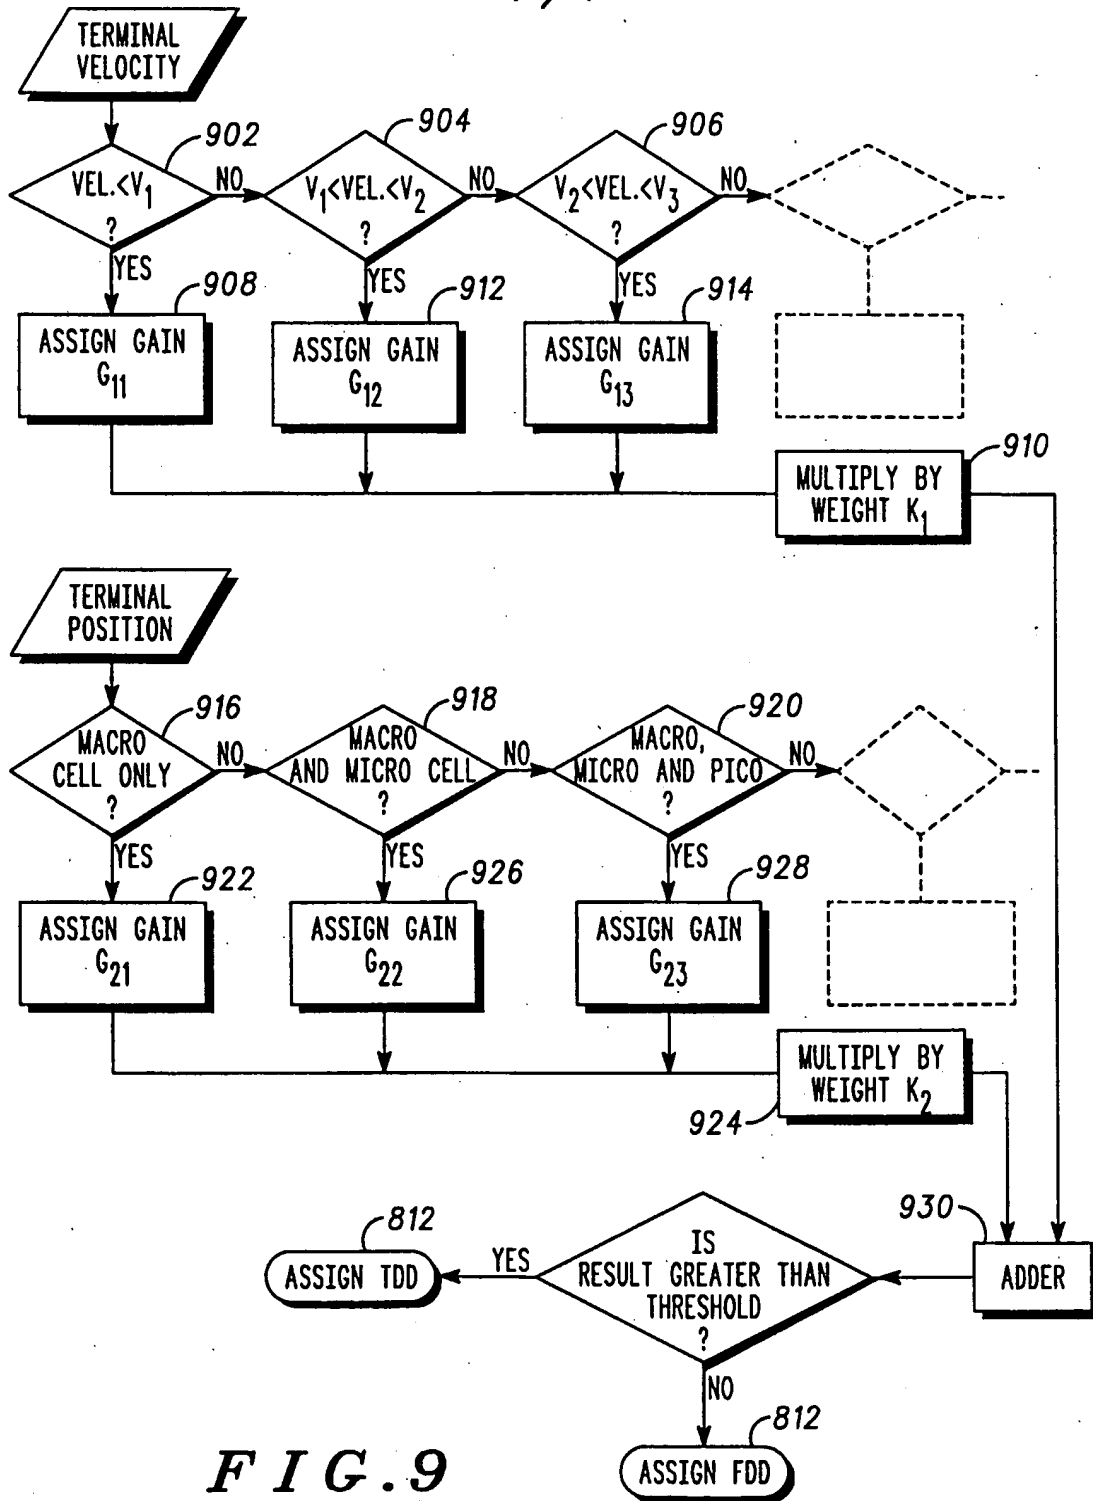 TERMINAL
VELOCITY
902
904
906
VEL.<V1
?
NO
V1<VEL.<V2
?
NO
V2<VEL.<V3
?
NO
YES
YES
YES
908
912
914
ASSIGN GAIN
G11
ASSIGN GAIN
G12
ASSIGN GAIN
G13
910
MULTIPLY BY
WEIGHT K1
TERMINAL
POSITION
916
918
920
MACRO
CELL ONLY
?
NO
MACRO
AND MICRO CELL
?
NO
MACRO,
MICRO AND PICO
?
NO
YES
YES
YES
922
926
928
ASSIGN GAIN
G21
ASSIGN GAIN
G22
ASSIGN GAIN
G23
MULTIPLY BY
WEIGHT K2
924
930
812
ASSIGN TDD
YES
IS
RESULT GREATER THAN
THRESHOLD
?
ADDER
NO
812
ASSIGN FDD
FIG.9